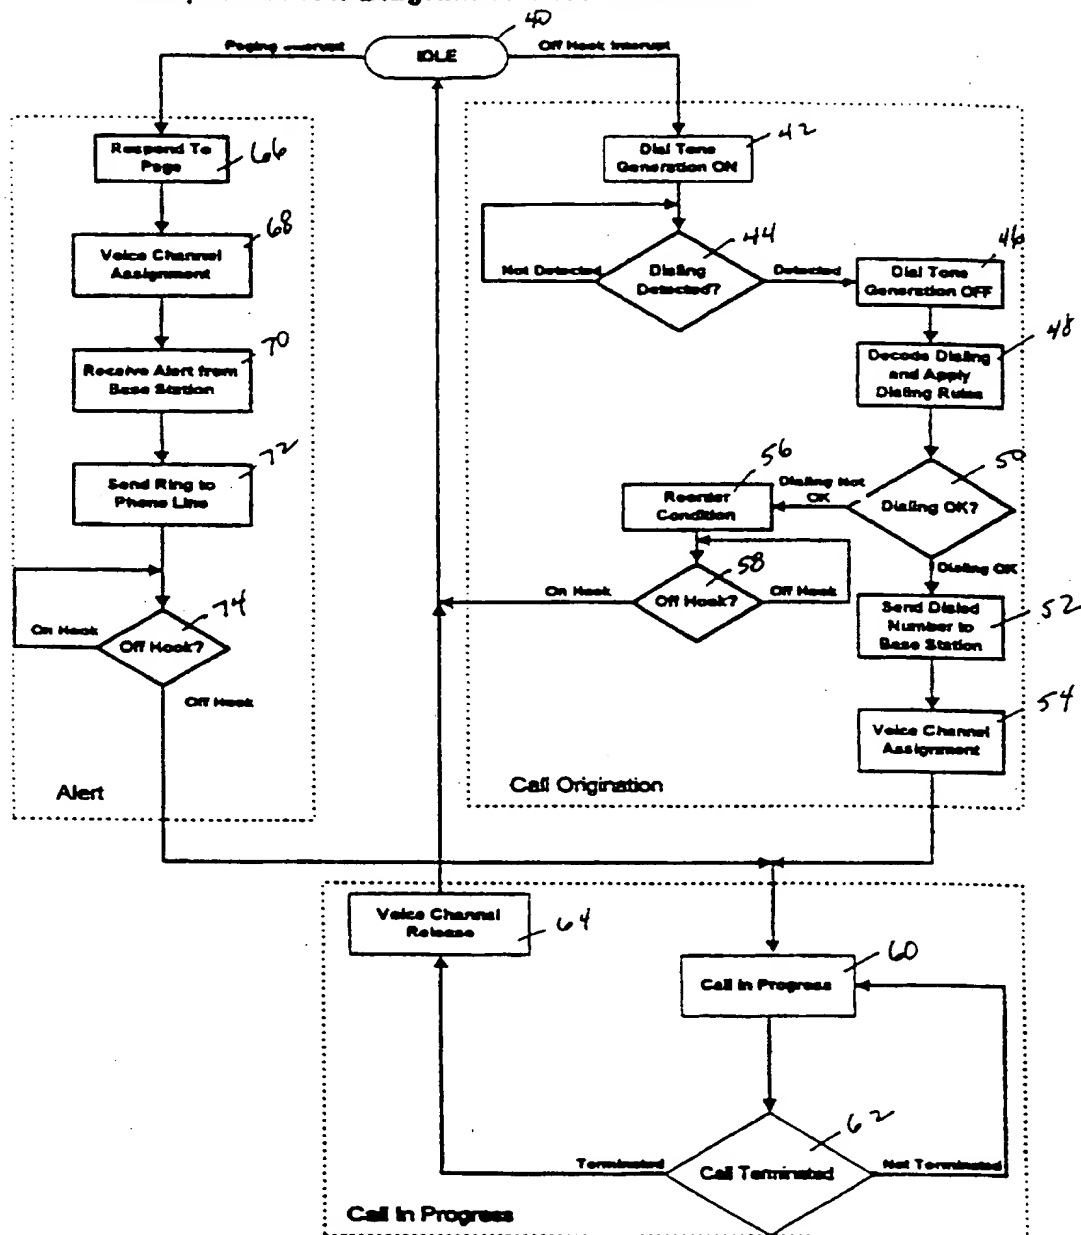 40
Paging Interrupt
IDLE
Off Hook Interrupt
Respond To
Page
66
Voice Channel
Assignment
68
Receive Alert from
Base Station
70
Send Ring to
Phone Line
72
On Hook
Off Hook?
74
Off Hook
Alert
Dial Tone
Generation ON
42
Not Detected
Dialing
Detected?
44
Detected
Dial Tone
Generation OFF
46
Decode Dialing
and Apply
Dialing Rules
48
Dialing OK?
50
Dialing Not
OK
Dialing OK
Reorder
Condition
56
On Hook
Off Hook?
58
Off Hook
Send Dialed
Number to
Base Station
52
Voice Channel
Assignment
54
Call Origination
Voice Channel
Release
64
Call In Progress
60
Terminated
Call Terminated
62
Not Terminated
Call In Progress